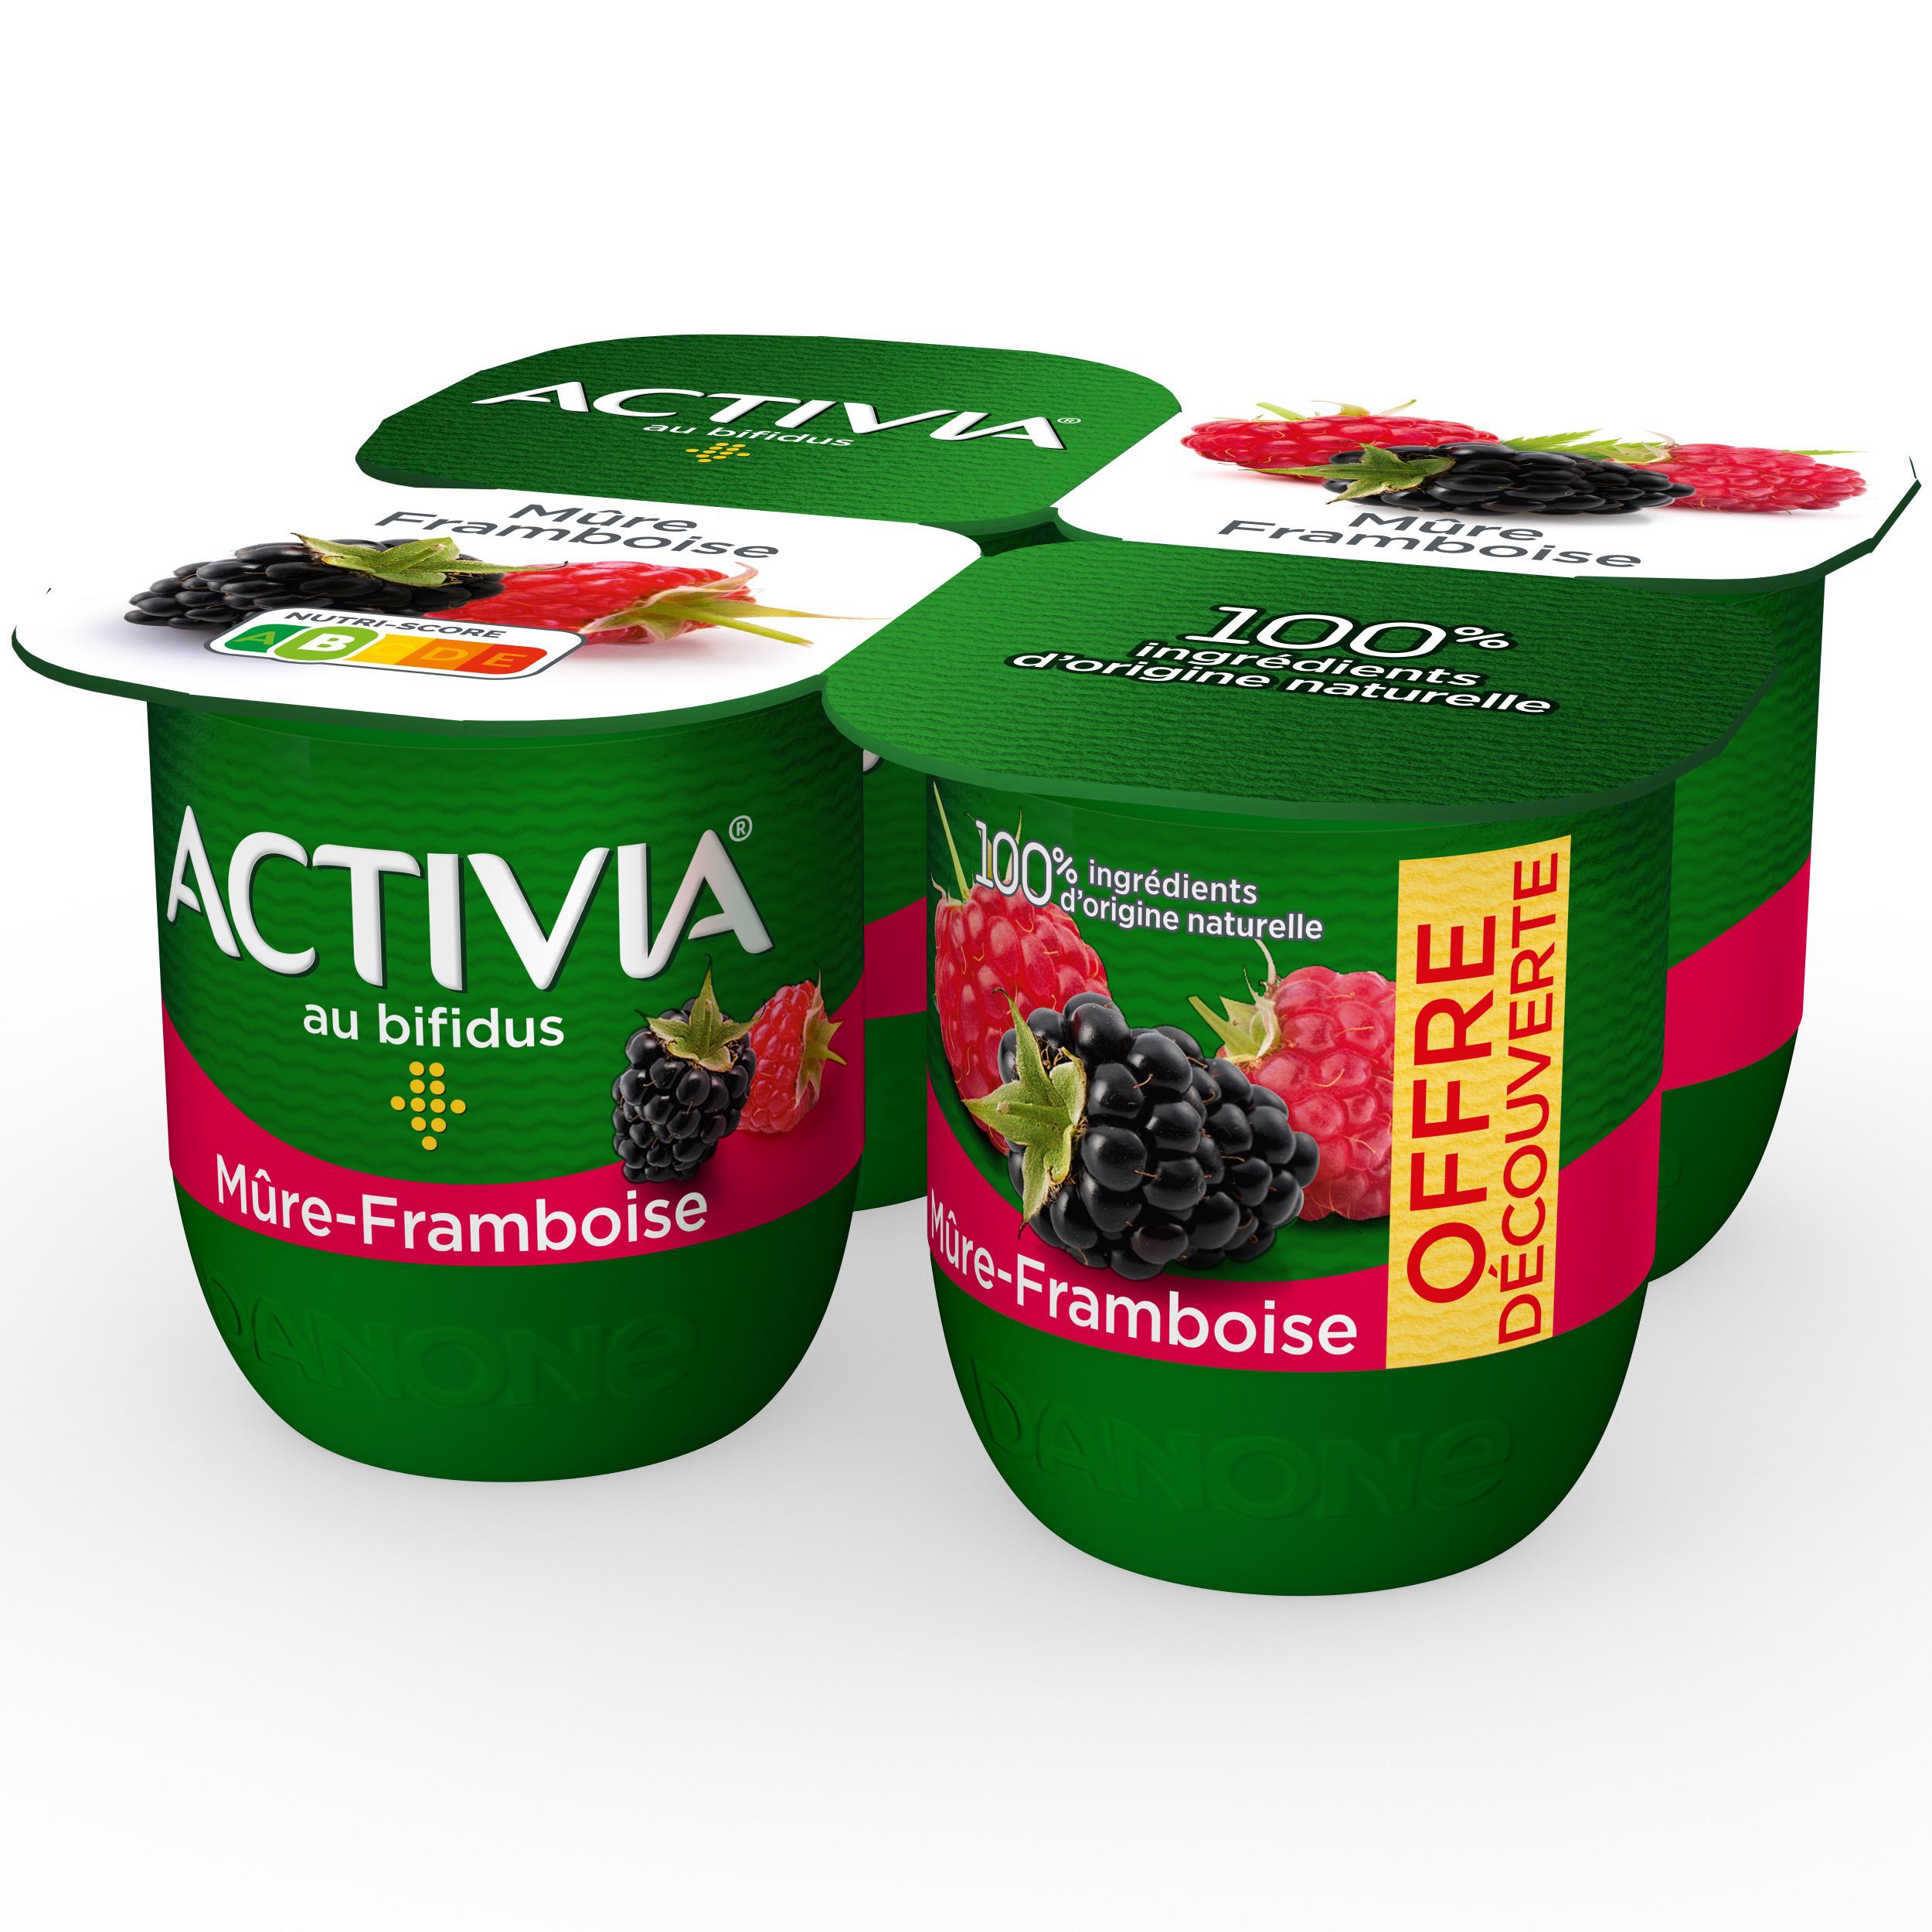 ACTIVIA®
au bifidus
Mûre
Framboise
Mûre
Framboise
NUTRI-SCORE
A B C D E
100%
ingrédients
d'origine naturelle
ACTIVIA®
au bifidus
Mûre-Framboise
DANONE
100% ingrédients
d'origine naturelle
Mûre-Framboise
OFFRE
DÉCOUVERTE
DANONE